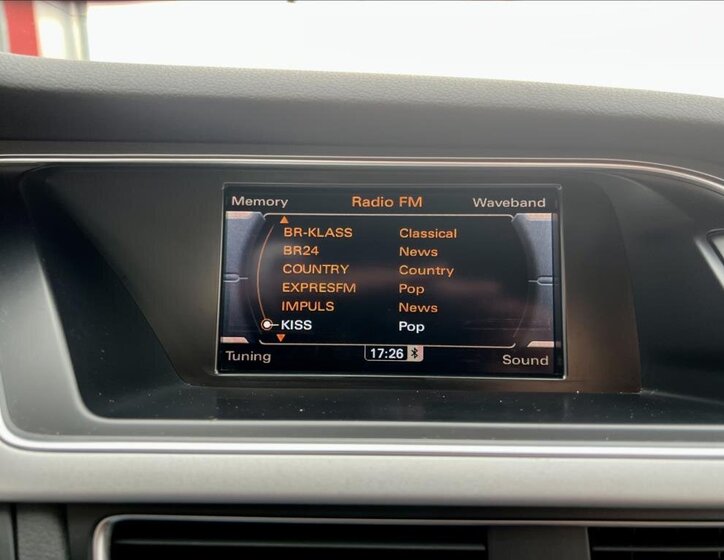 Memory Radio FM Waveband
BR-KLASS Classical
BR24 News
COUNTRY Country
EXPRESFM Pop
IMPULS News
KISS Pop
Tuning 17:26 Sound